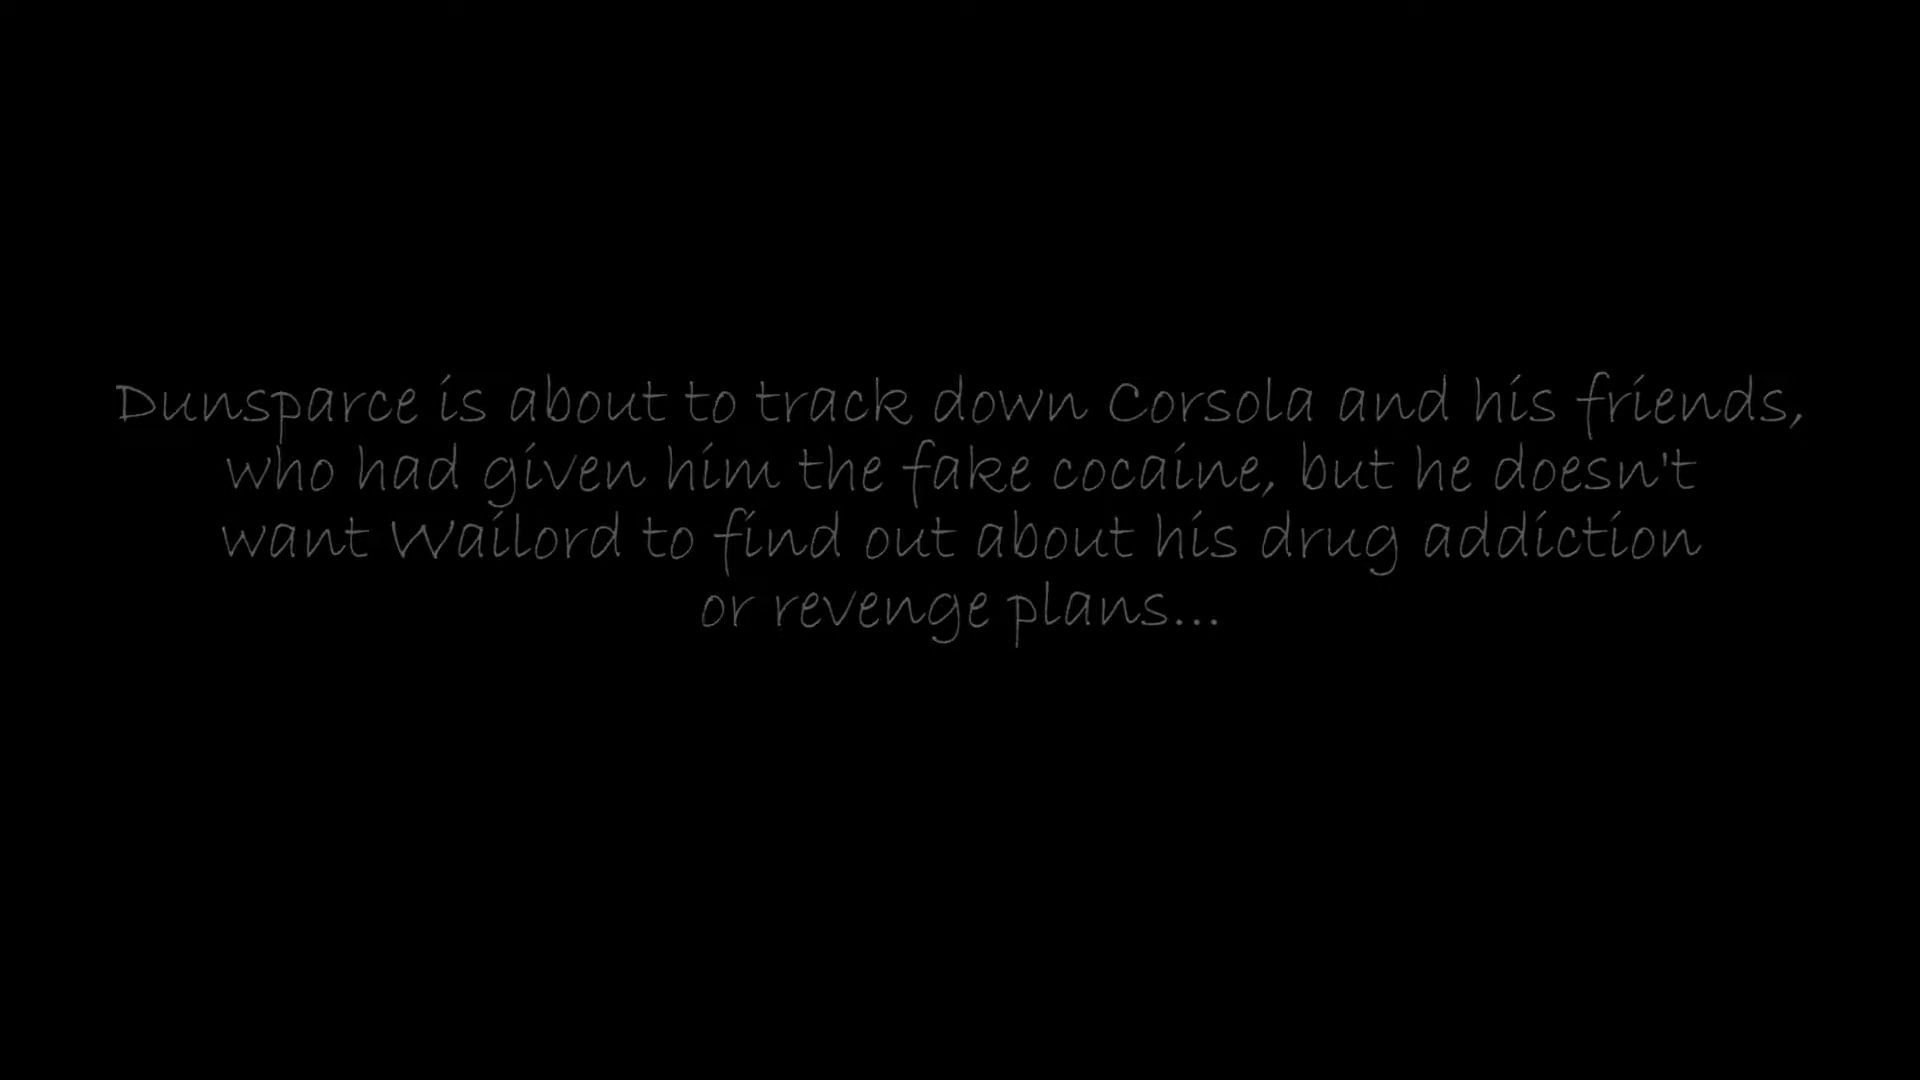 Dunsparce is about to track down Corsola and his friends,
who had given him the fake cocaine, but he doesn't
want Wailord to find out about his drug addiction
or revenge plans...